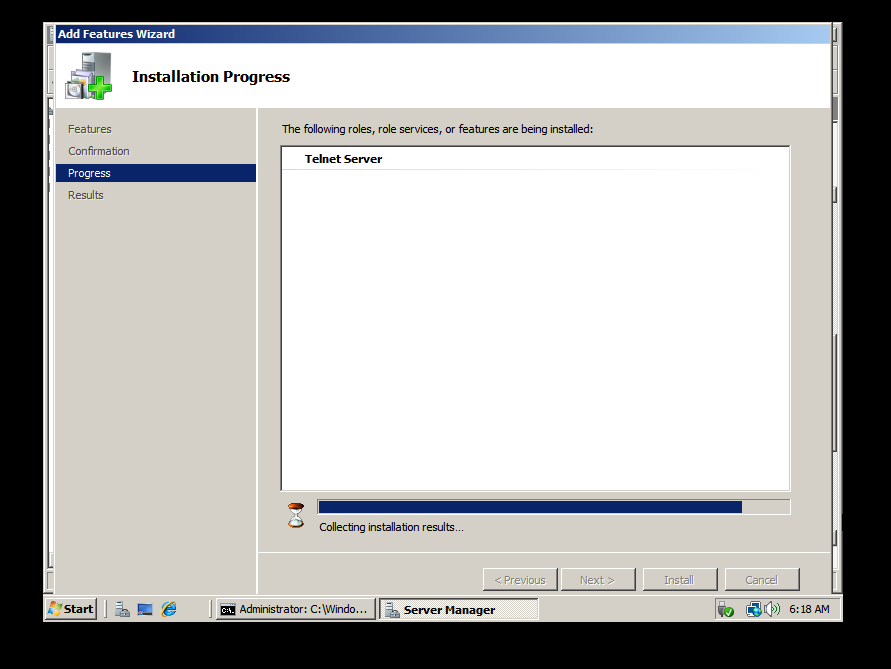 Add Features Wizard
Installation Progress
Features
Confirmation
Progress
Results
The following roles, role services, or features are being installed:
Telnet Server
Collecting installation results...
< Previous
Next >
Install
Cancel
Start
Administrator: C:\Windo...
Server Manager
6:18 AM